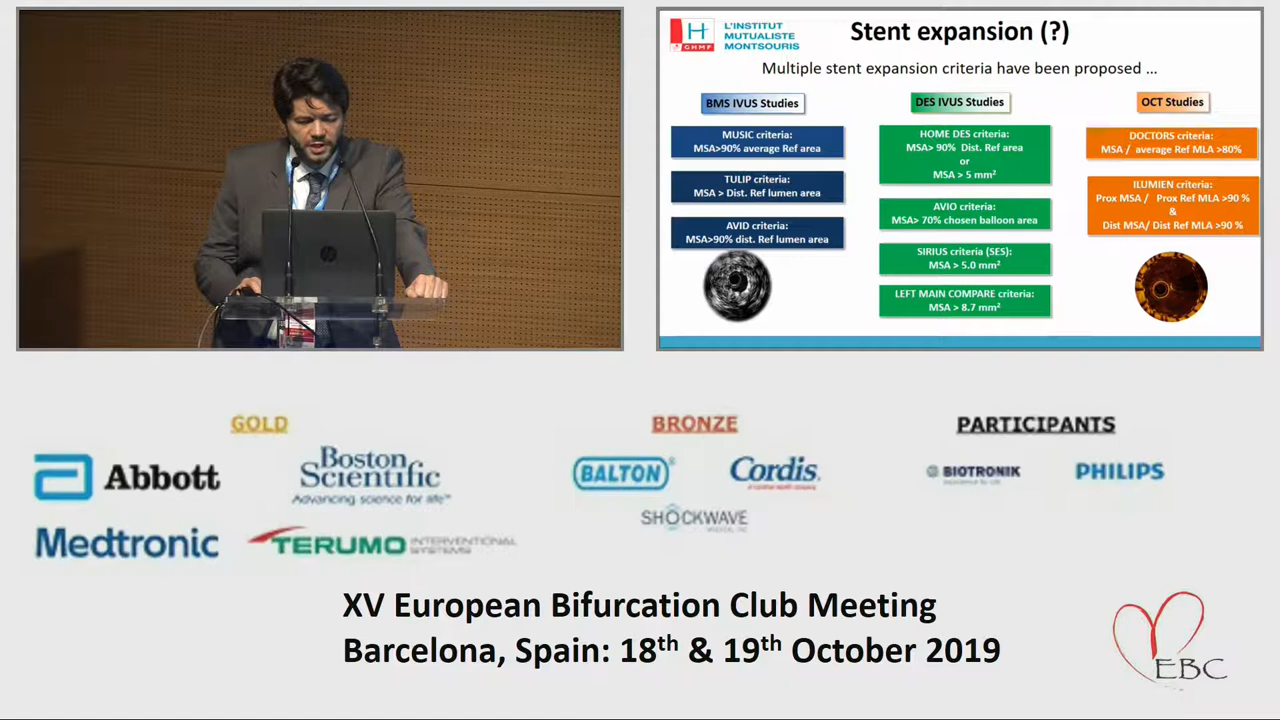 H
GHMF
L'INSTITUT
MUTUALISTE
MONTSOURIS
Stent expansion (?)
Multiple stent expansion criteria have been proposed ...
BMS IVUS Studies
MUSIC criteria:
MSA>90% average Ref area
TULIP criteria:
MSA > Dist. Ref lumen area
AVID criteria:
MSA>90% dist. Ref lumen area
DES IVUS Studies
HOME DES criteria:
MSA> 90% Dist. Ref area
or
MSA > 5 mm²
AVIO criteria:
MSA> 70% chosen balloon area
SIRIUS criteria (SES):
MSA > 5.0 mm²
LEFT MAIN COMPARE criteria:
MSA > 8.7 mm²
OCT Studies
DOCTORS criteria:
MSA / average Ref MLA >80%
ILUMIEN criteria:
Prox MSA / Prox Ref MLA >90 %
&
Dist MSA/ Dist Ref MLA >90 %
hp
GOLD
Abbott
Boston
Scientific
Advancing science for life™
Medtronic
TERUMO INTERVENTIONAL
SYSTEMS
BRONZE
BALTON®
Cordis.
SHOCKWAVE
PARTICIPANTS
BIOTRONIK
PHILIPS
XV European Bifurcation Club Meeting
Barcelona, Spain: 18th & 19th October 2019
EBC